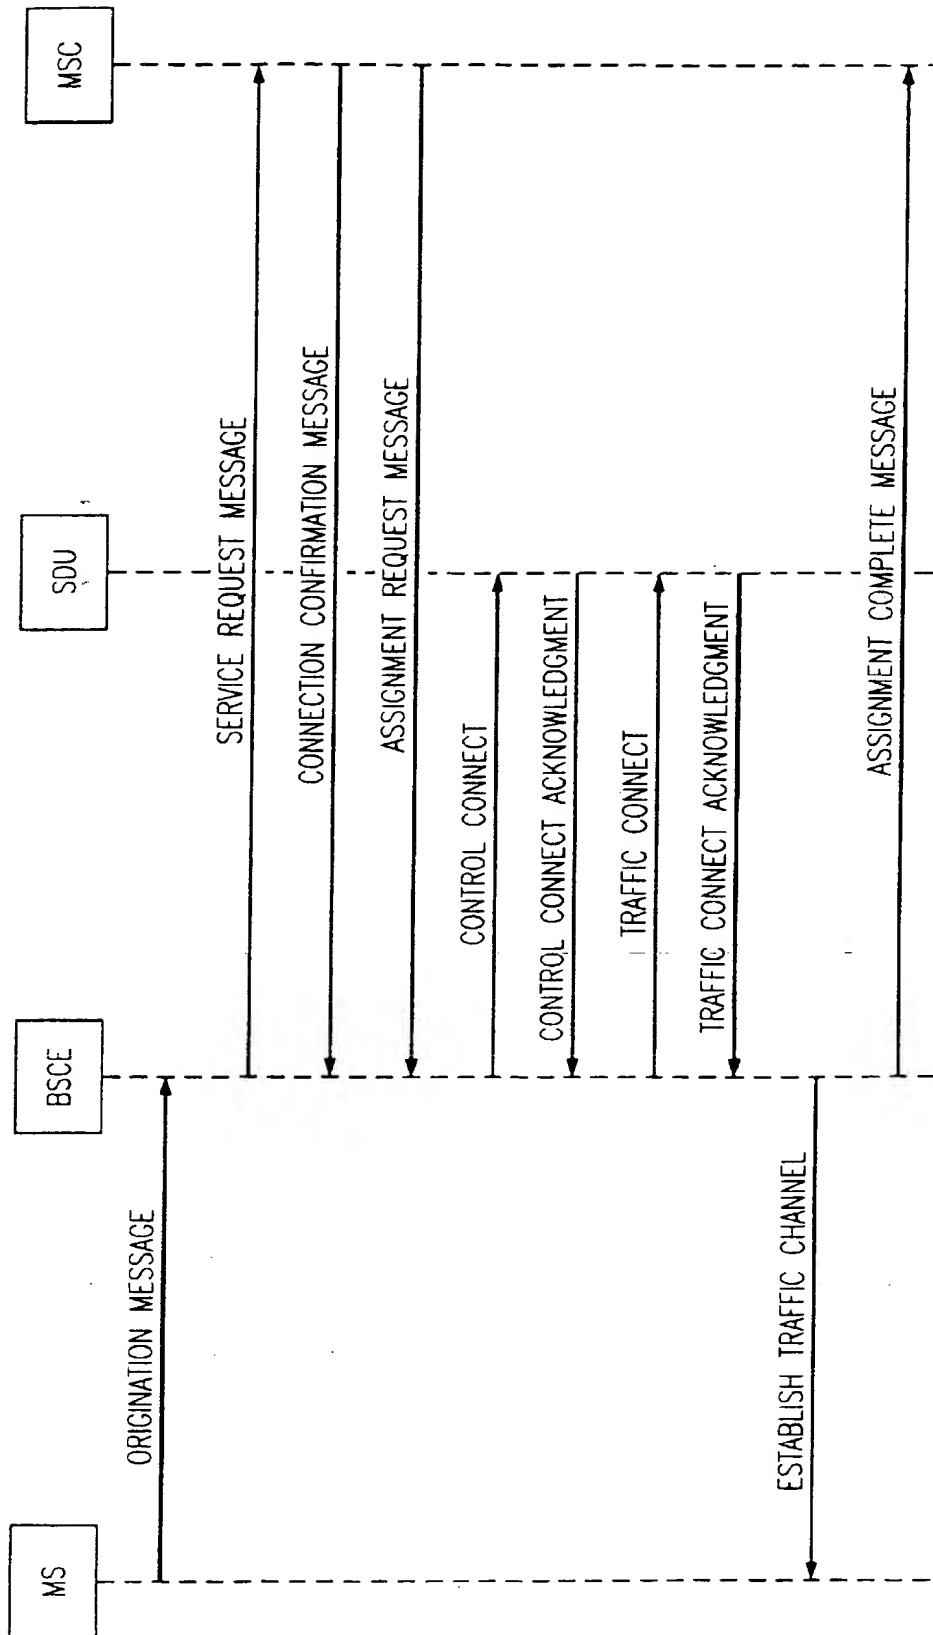 MS
BSCE
SDU
MSC
ORIGINATION MESSAGE
SERVICE REQUEST MESSAGE
CONNECTION CONFIRMATION MESSAGE
ASSIGNMENT REQUEST MESSAGE
CONTROL CONNECT
CONTROL CONNECT ACKNOWLEDGMENT
TRAFFIC CONNECT
TRAFFIC CONNECT ACKNOWLEDGMENT
ESTABLISH TRAFFIC CHANNEL
ASSIGNMENT COMPLETE MESSAGE